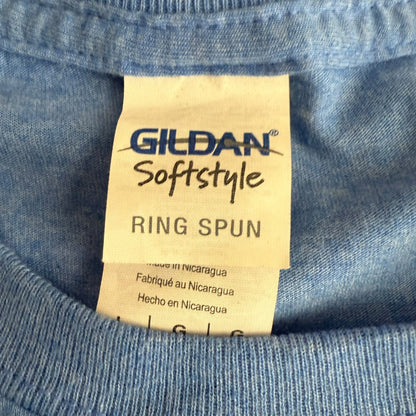 GILDAN®
Softstyle
RING SPUN
Made in Nicaragua
Fabriqué au Nicaragua
Hecho en Nicaragua
L | G | G